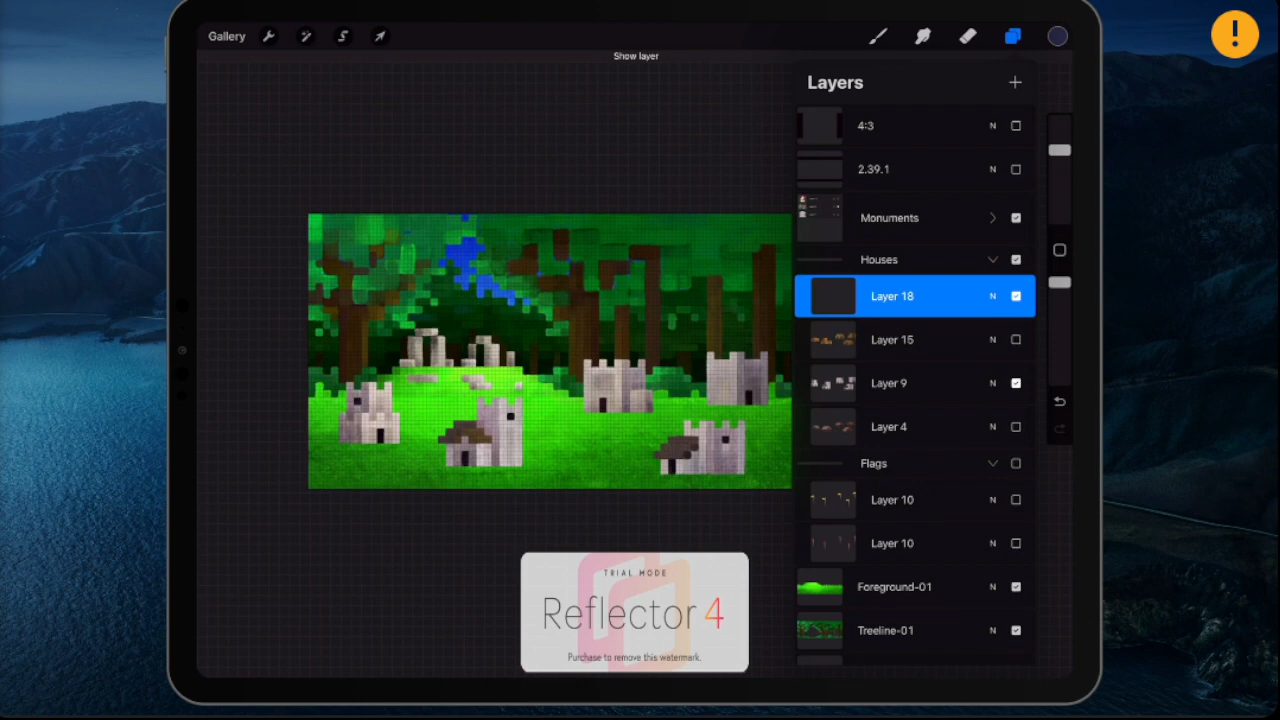 Gallery
Show layer
Layers
4:3 N
2.39.1 N
Monuments
Houses
Layer 18 N
Layer 15 N
Layer 9 N
Layer 4 N
Flags
Layer 10 N
Layer 10 N
Foreground-01 N
Treeline-01 N
TRIAL MODE
Reflector 4
Purchase to remove this watermark.
!